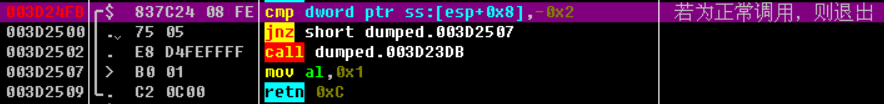 003D24FB $ 837C24 08 FE cmp dword ptr ss:[esp+0x8],-0x2 若为正常调用，则退出
003D2500 . 75 05 jnz short dumped.003D2507
003D2502 . E8 D4FEFFFF call dumped.003D23DB
003D2507 > B0 01 mov al,0x1
003D2509 . C2 0C00 retn 0xC